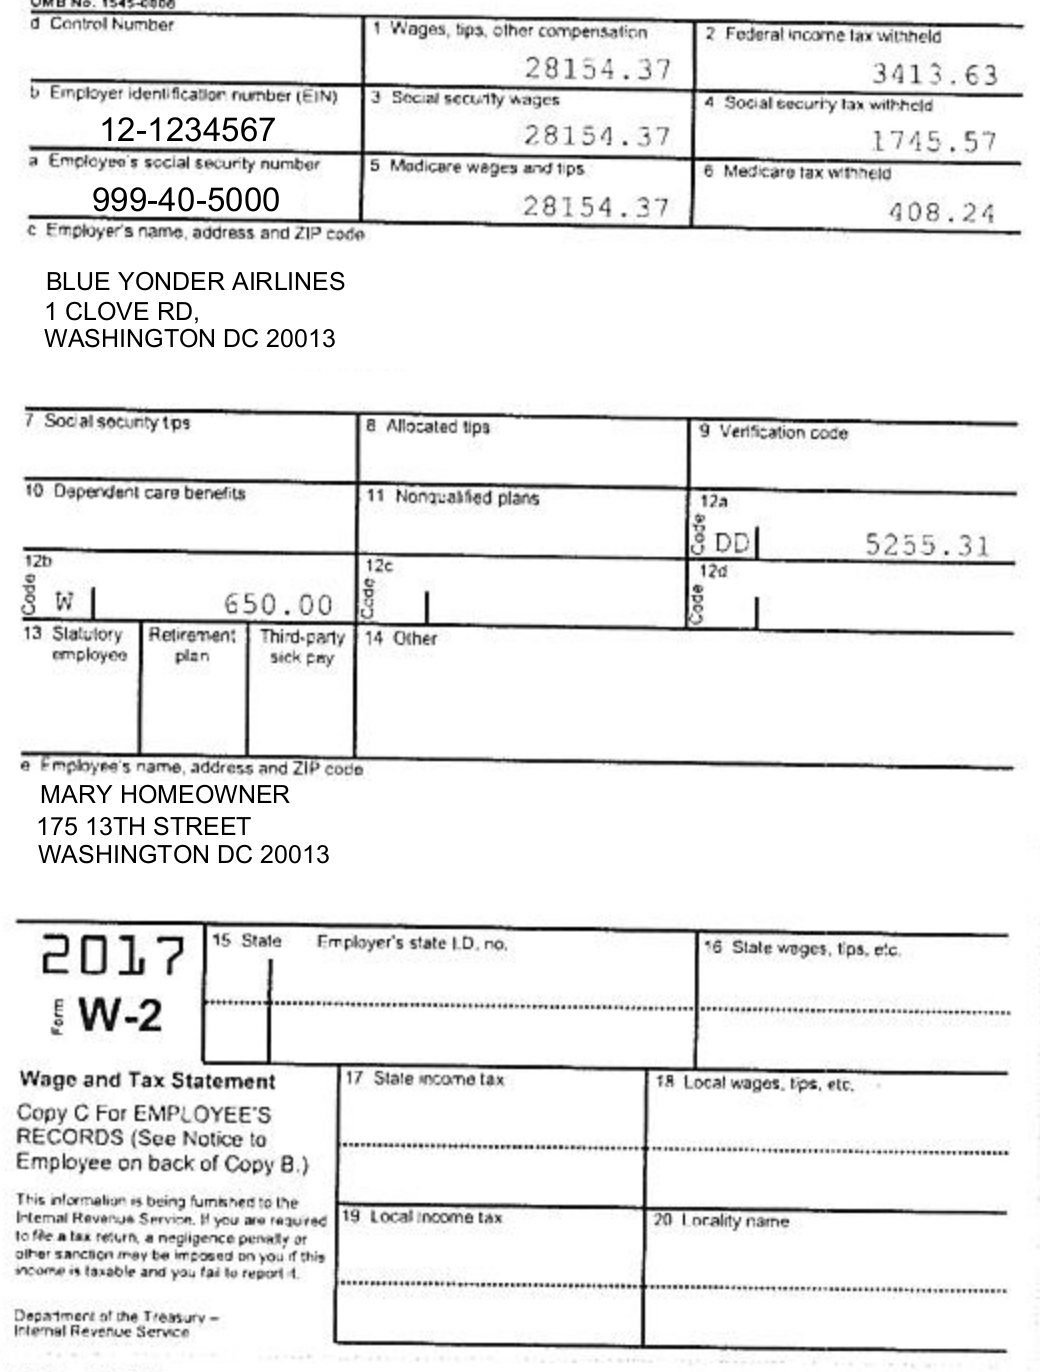 OMB No. 1545-0008
d Control Number
1 Wages, tips, other compensation
28154.37
2 Federal income tax withheld
3413.63
b Employer identification number (EIN)
12-1234567
3 Social security wages
28154.37
4 Social security tax withheld
1745.57
a Employee's social security number
999-40-5000
5 Medicare wages and tips
28154.37
6 Medicare tax withheld
408.24
c Employer's name, address and ZIP code
BLUE YONDER AIRLINES
1 CLOVE RD,
WASHINGTON DC 20013
7 Social security tips
8 Allocated tips
9 Verification code
10 Dependent care benefits
11 Nonqualified plans
12a
Code DD 5255.31
12b
Code W 650.00
12c
Code
12d
Code
13 Statutory employee
Retirement plan
Third-party sick pay
14 Other
e Employee's name, address and ZIP code
MARY HOMEOWNER
175 13TH STREET
WASHINGTON DC 20013
2017
Form W-2
15 State Employer's state I.D. no.
16 State wages, tips, etc.
Wage and Tax Statement
Copy C For EMPLOYEE'S
RECORDS (See Notice to
Employee on back of Copy B.)
17 State income tax
18 Local wages, tips, etc.
This information is being furnished to the
Internal Revenue Service. If you are required
to file a tax return, a negligence penalty or
other sanction may be imposed on you if this
income is taxable and you fail to report it.
19 Local income tax
20 Locality name
Department of the Treasury –
Internal Revenue Service